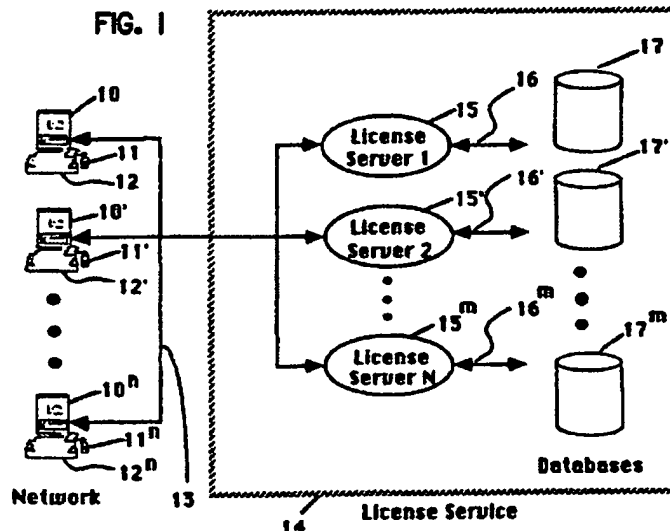 FIG. 1
10
11
12
10'
11'
12'
10ⁿ
11ⁿ
12ⁿ
Network
13
14
License Service
15
License
Server 1
16
17
15'
License
Server 2
16'
17'
15ᵐ
License
Server N
16ᵐ
17ᵐ
Databases